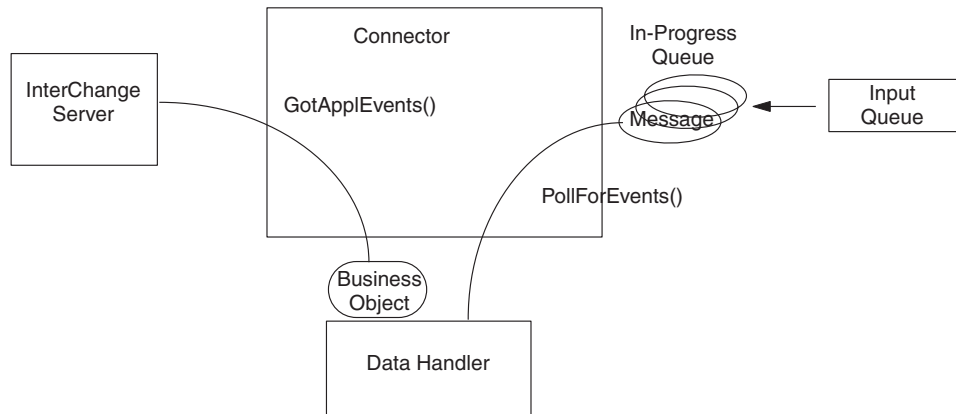 Connector
In-Progress
Queue
InterChange
Server
GotApplEvents()
Message
Input
Queue
PollForEvents()
Business
Object
Data Handler